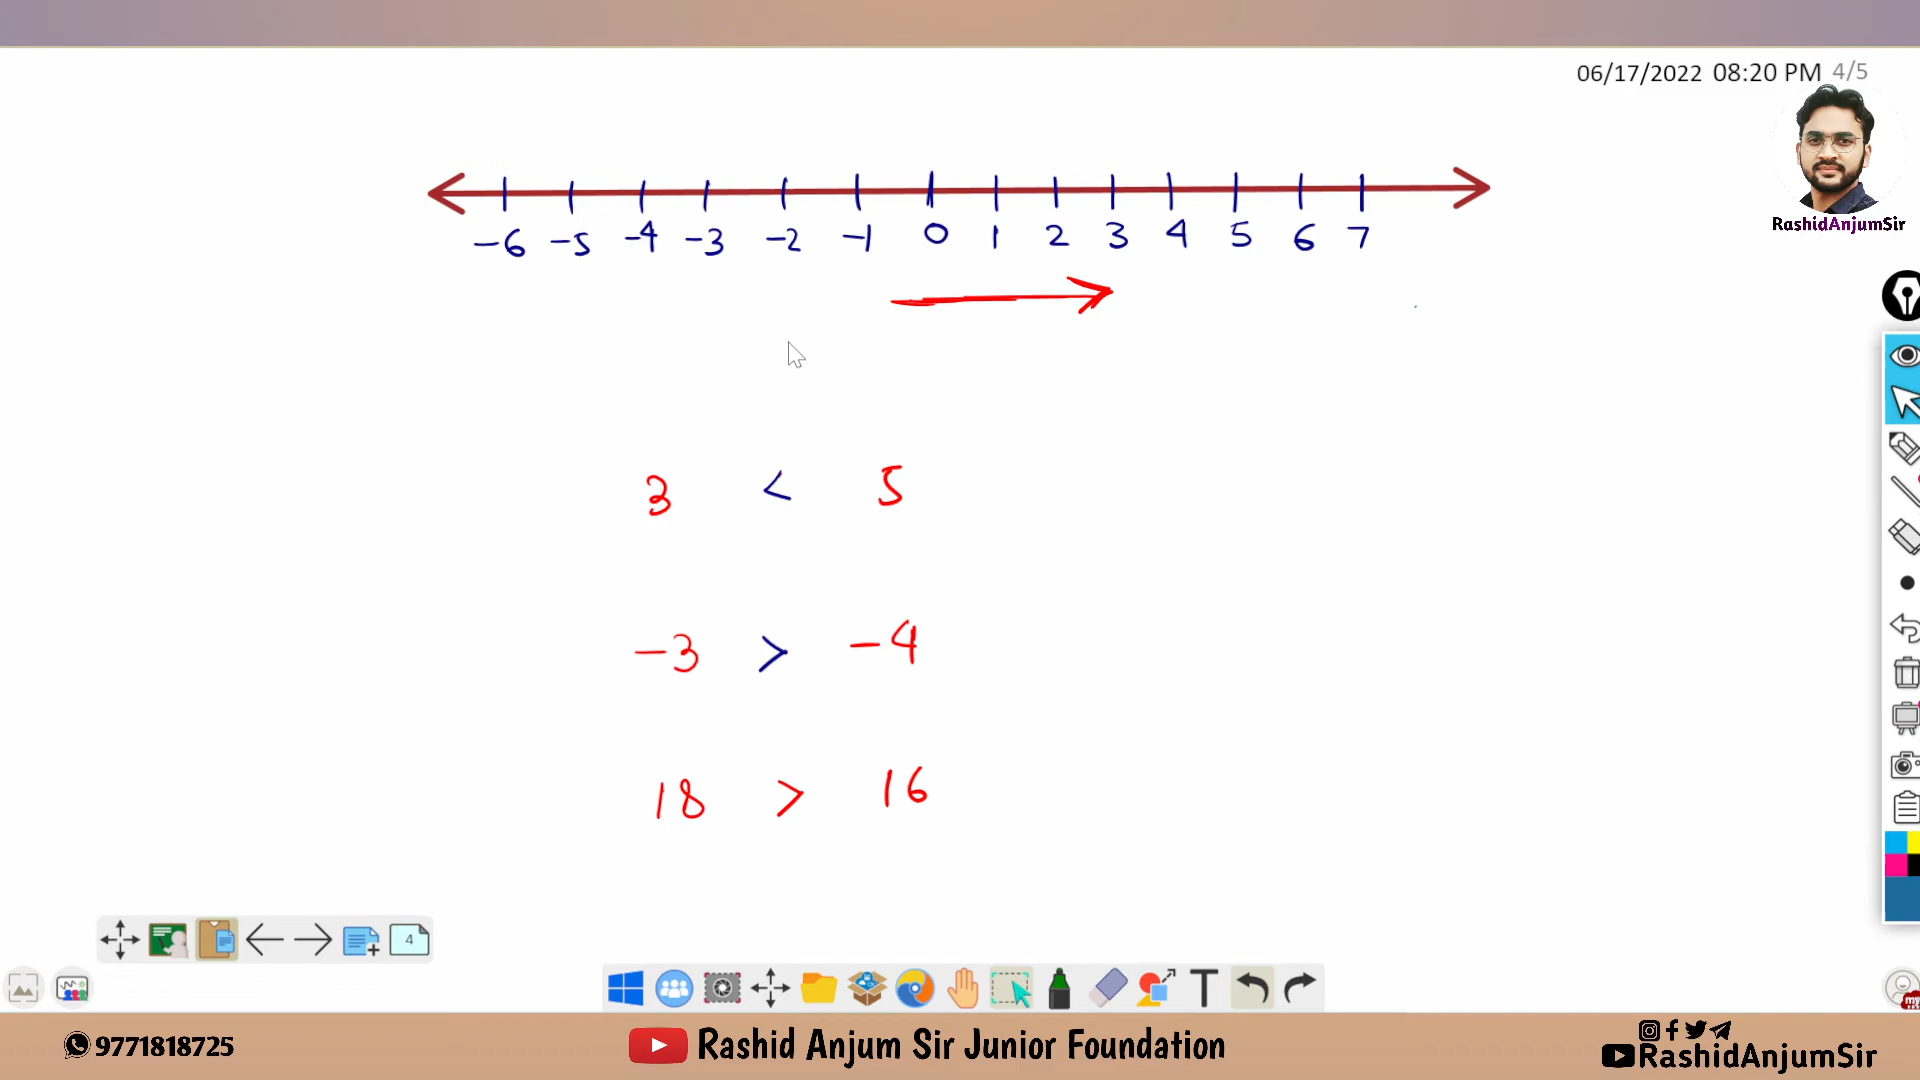 06/17/2022 08:20 PM 4/5
RashidAnjumSir
-6 -5 -4 -3 -2 -1 0 1 2 3 4 5 6 7
3 < 5
-3 > -4
18 > 16
4
T
9771818725
Rashid Anjum Sir Junior Foundation
RashidAnjumSir